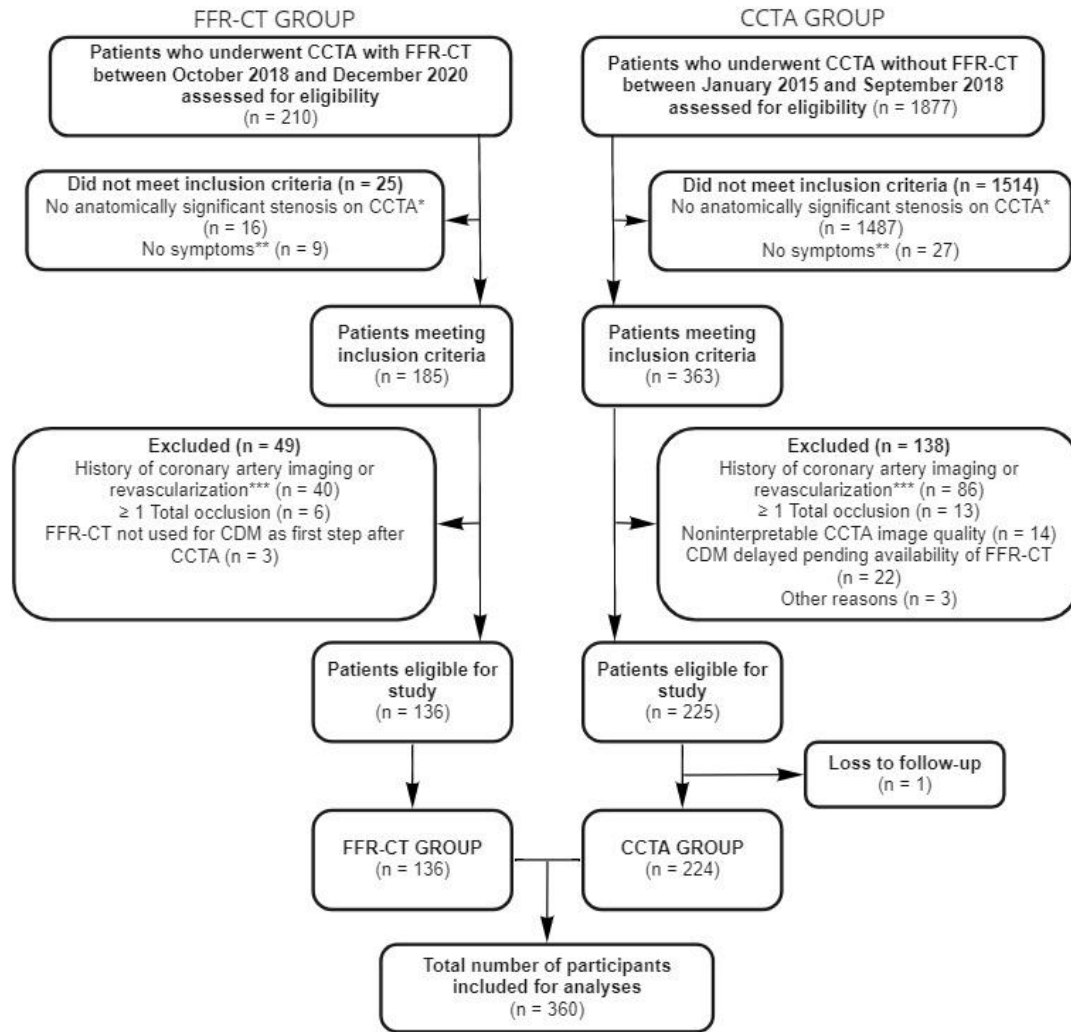 FFR-CT GROUP
Patients who underwent CCTA with FFR-CT
between October 2018 and December 2020
assessed for eligibility
(n = 210)
CCTA GROUP
Patients who underwent CCTA without FFR-CT
between January 2015 and September 2018
assessed for eligibility (n = 1877)
Did not meet inclusion criteria (n = 25)
No anatomically significant stenosis on CCTA*
(n = 16)
No symptoms** (n = 9)
Did not meet inclusion criteria (n = 1514)
No anatomically significant stenosis on CCTA*
(n = 1487)
No symptoms** (n = 27)
Patients meeting
inclusion criteria
(n = 185)
Patients meeting
inclusion criteria
(n = 363)
Excluded (n = 49)
History of coronary artery imaging or
revascularization*** (n = 40)
≥ 1 Total occlusion (n = 6)
FFR-CT not used for CDM as first step after
CCTA (n = 3)
Excluded (n = 138)
History of coronary artery imaging or
revascularization*** (n = 86)
≥ 1 Total occlusion (n = 13)
Noninterpretable CCTA image quality (n = 14)
CDM delayed pending availability of FFR-CT
(n = 22)
Other reasons (n = 3)
Patients eligible for
study
(n = 136)
Patients eligible for
study
(n = 225)
Loss to follow-up
(n = 1)
FFR-CT GROUP
(n = 136)
CCTA GROUP
(n = 224)
Total number of participants
included for analyses
(n = 360)